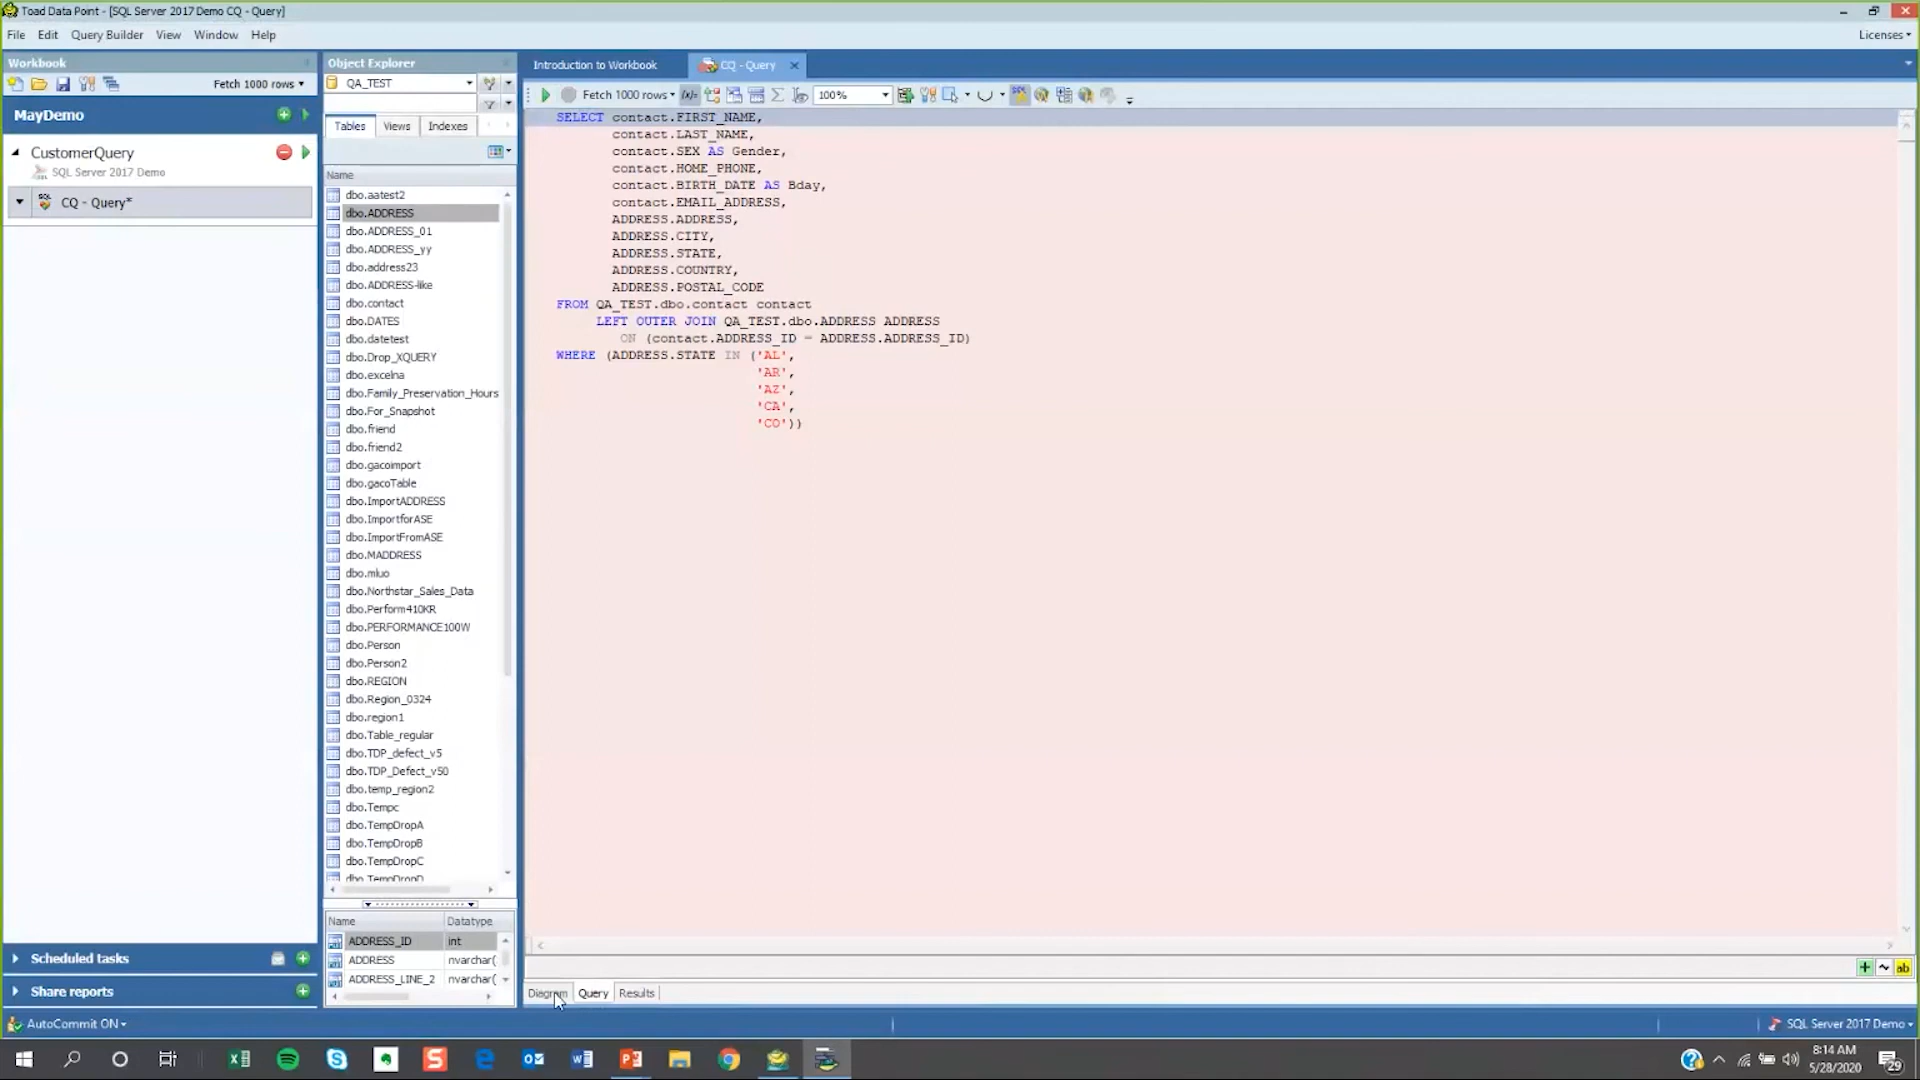 Toad Data Point - [SQL Server 2017 Demo CQ - Query]
File Edit Query Builder View Window Help
Licenses
Workbook
Fetch 1000 rows
MayDemo
CustomerQuery
SQL Server 2017 Demo
CQ - Query*
Scheduled tasks
Share reports
Object Explorer
QA_TEST
Tables Views Indexes
Name
dbo.aatest2
dbo.ADDRESS
dbo.ADDRESS_01
dbo.ADDRESS_yy
dbo.address23
dbo.ADDRESS-like
dbo.contact
dbo.DATES
dbo.datetest
dbo.Drop_XQUERY
dbo.excelna
dbo.Family_Preservation_Hours
dbo.For_Snapshot
dbo.friend
dbo.friend2
dbo.gacoimport
dbo.gacoTable
dbo.ImportADDRESS
dbo.ImportforASE
dbo.ImportFromASE
dbo.MADDRESS
dbo.mluo
dbo.Northstar_Sales_Data
dbo.Perform410KR
dbo.PERFORMANCE100W
dbo.Person
dbo.Person2
dbo.REGION
dbo.Region_0324
dbo.region1
dbo.Table_regular
dbo.TDP_defect_v5
dbo.TDP_Defect_v50
dbo.temp_region2
dbo.Tempc
dbo.TempDropA
dbo.TempDropB
dbo.TempDropC
dbo.TempDropD
Name Datatype
ADDRESS_ID int
ADDRESS nvarchar(
ADDRESS_LINE_2 nvarchar(
Introduction to Workbook CQ - Query
Fetch 1000 rows 100%
SELECT contact.FIRST_NAME,
contact.LAST_NAME,
contact.SEX AS Gender,
contact.HOME_PHONE,
contact.BIRTH_DATE AS Bday,
contact.EMAIL_ADDRESS,
ADDRESS.ADDRESS,
ADDRESS.CITY,
ADDRESS.STATE,
ADDRESS.COUNTRY,
ADDRESS.POSTAL_CODE
FROM QA_TEST.dbo.contact contact
LEFT OUTER JOIN QA_TEST.dbo.ADDRESS ADDRESS
ON (contact.ADDRESS_ID = ADDRESS.ADDRESS_ID)
WHERE (ADDRESS.STATE IN ('AL',
'AR',
'AZ',
'CA',
'CO'))
Diagram Query Results
AutoCommit ON
SQL Server 2017 Demo
8:14 AM
5/28/2020
29